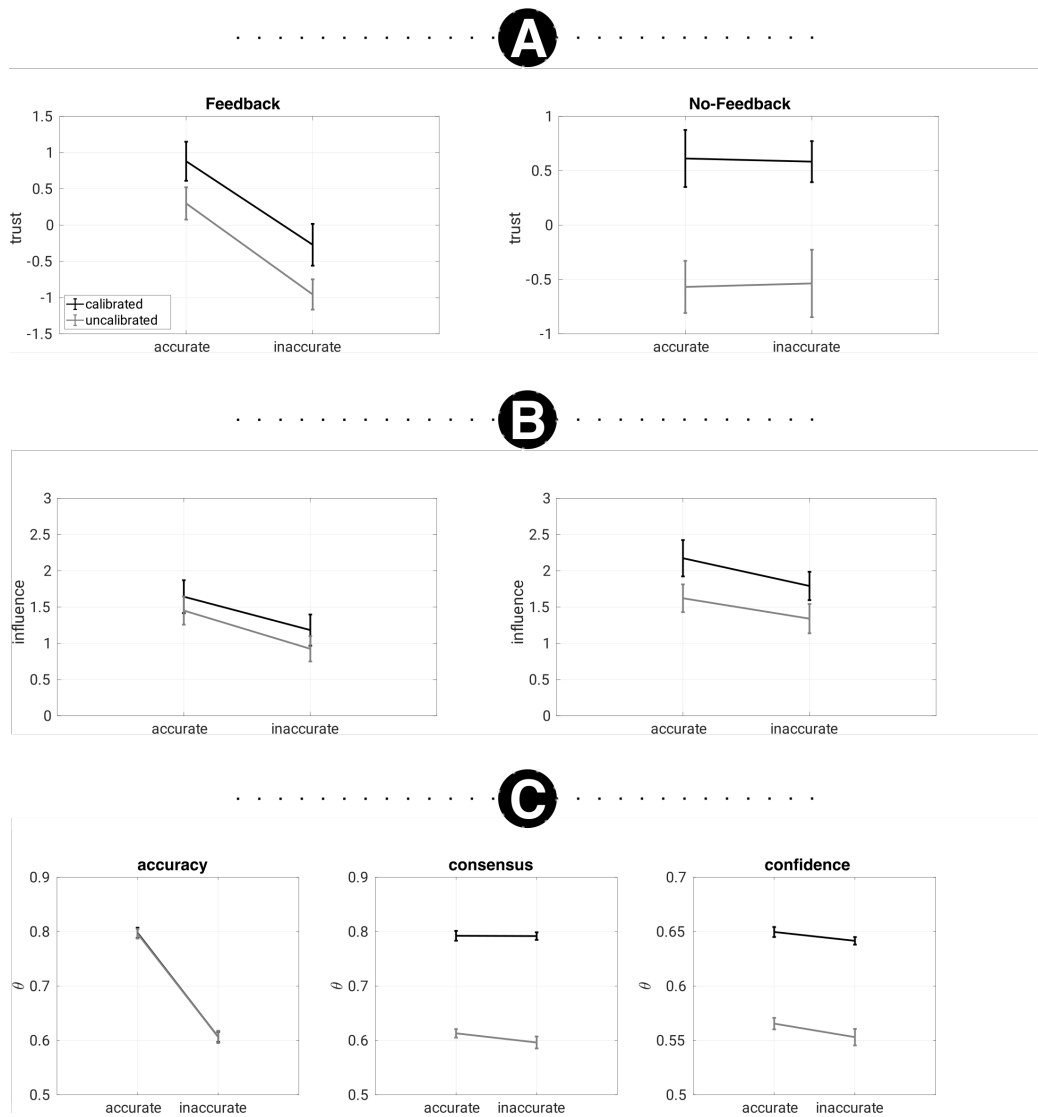 A
Feedback
1.5
1
0.5
0
-0.5
-1
-1.5
trust
calibrated
uncalibrated
accurate inaccurate
No-Feedback
1
0.5
0
-0.5
-1
trust
accurate inaccurate
B
3
2.5
2
1.5
1
0.5
0
influence
accurate inaccurate
3
2.5
2
1.5
1
0.5
0
influence
accurate inaccurate
C
accuracy
0.9
0.8
0.7
0.6
0.5
θ
accurate inaccurate
consensus
0.9
0.8
0.7
0.6
0.5
θ
accurate inaccurate
confidence
0.7
0.65
0.6
0.55
0.5
θ
accurate inaccurate